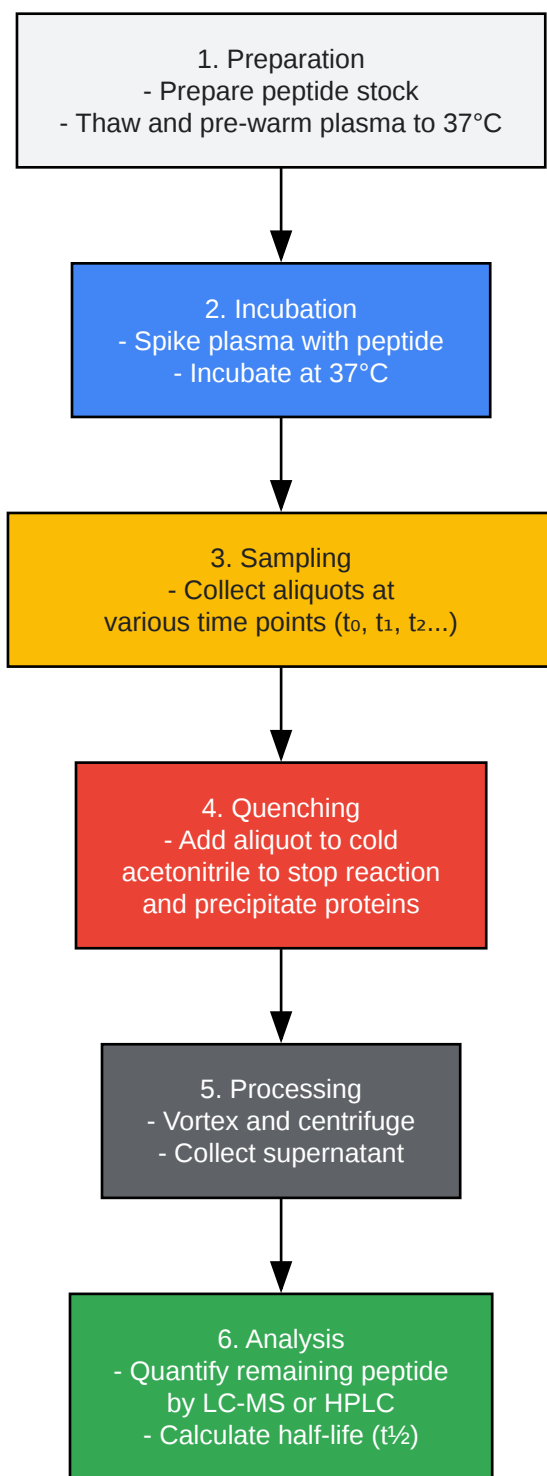 1. Preparation
- Prepare peptide stock
- Thaw and pre-warm plasma to 37°C
2. Incubation
- Spike plasma with peptide
- Incubate at 37°C
3. Sampling
- Collect aliquots at
various time points (t₀, t₁, t₂...)
4. Quenching
- Add aliquot to cold
acetonitrile to stop reaction
and precipitate proteins
5. Processing
- Vortex and centrifuge
- Collect supernatant
6. Analysis
- Quantify remaining peptide
by LC-MS or HPLC
- Calculate half-life (t½)